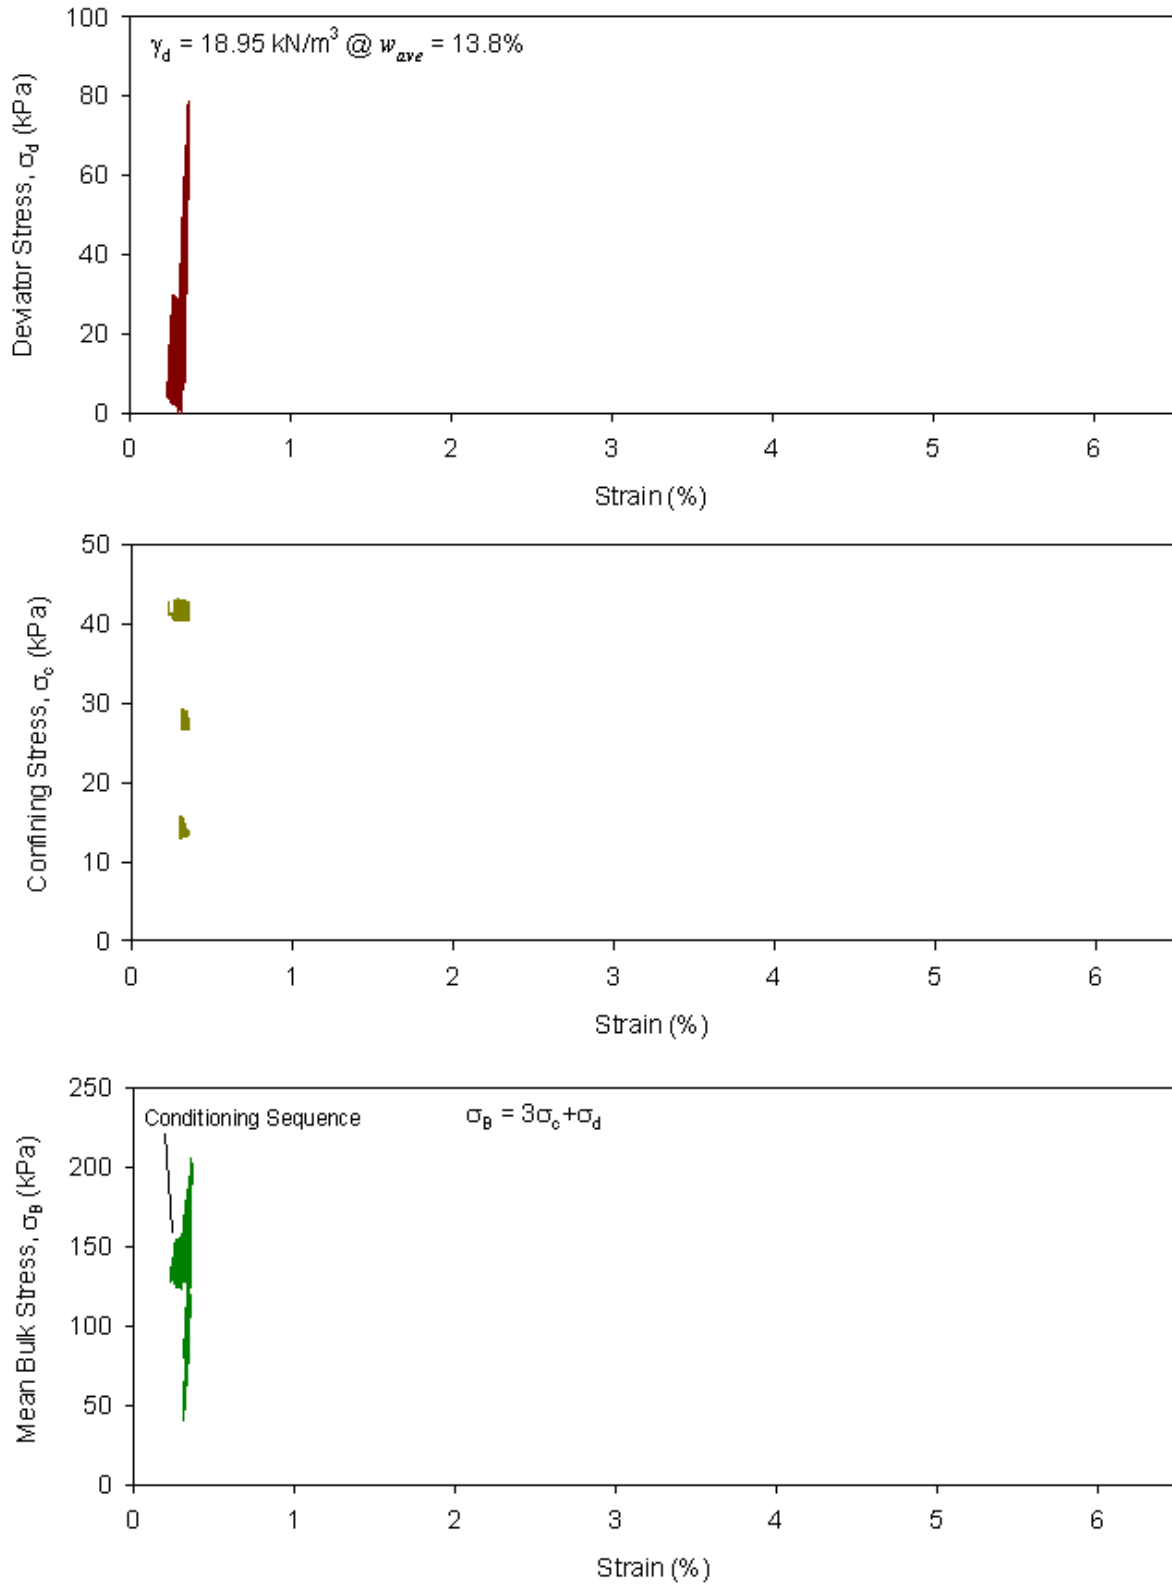 100
γd = 18.95 kN/m³ @ wave = 13.8%
80
60
40
20
0
Deviator Stress, σd (kPa)
0 1 2 3 4 5 6
Strain (%)
50
40
30
20
10
0
Confining Stress, σc (kPa)
0 1 2 3 4 5 6
Strain (%)
250
Conditioning Sequence
σB = 3σc+σd
200
150
100
50
0
Mean Bulk Stress, σB (kPa)
0 1 2 3 4 5 6
Strain (%)